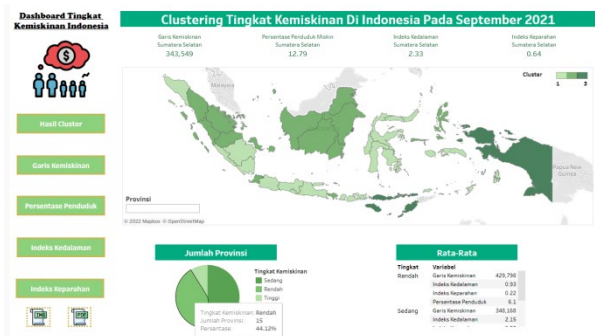 Dashboard Tingkat
Kemiskinan Indonesia
Clustering Tingkat Kemiskinan Di Indonesia Pada September 2021
Garis Kemiskinan
Sumatera Selatan
343,549
Persentase Penduduk Miskin
Sumatera Selatan
12.79
Indeks Kedalaman
Sumatera Selatan
2.33
Indeks Keparahan
Sumatera Selatan
0.64
Hasil Cluster
Garis Kemiskinan
Persentase Penduduk
Indeks Kedalaman
Indeks Keparahan
Cluster
1 3
Malaysia
Papua New
Guinea
Provinsi
© 2022 Mapbox © OpenStreetMap
Jumlah Provinsi
Tingkat Kemiskinan
Sedang
Rendah
Tinggi
Tingkat Kemiskinan: Rendah
Jumlah Provinsi: 15
Persentase: 44.12%
Rata-Rata
Tingkat Variabel
Rendah Garis Kemiskinan 429,798
Indeks Kedalaman 0.93
Indeks Keparahan 0.22
Persentase Penduduk 6.1
Sedang Garis Kemiskinan 348,168
Indeks Kedalaman 2.15